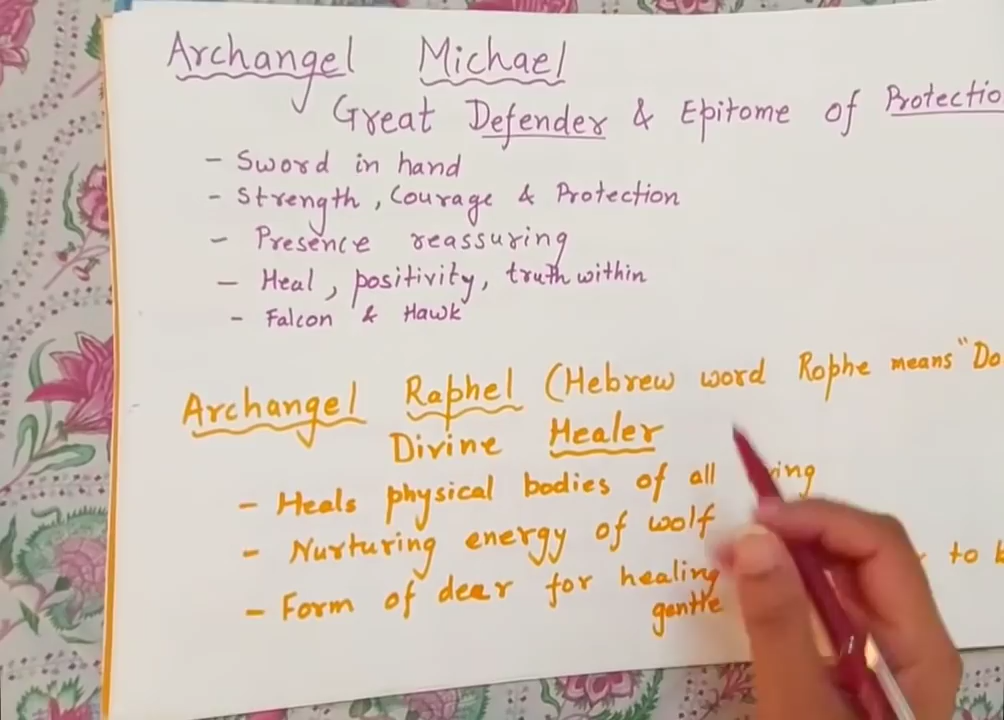 Archangel Michael
Great Defender & Epitome of Protectio
- Sword in hand
- Strength, Courage & Protection
- Presence reassuring
- Heal, positivity, truth within
- Falcon & Hawk
Archangel Raphel (Hebrew word Rophe means "Do
Divine Healer
- Heals physical bodies of all
- Nurturing energy of wolf
- Form of dear for healing to
gentle